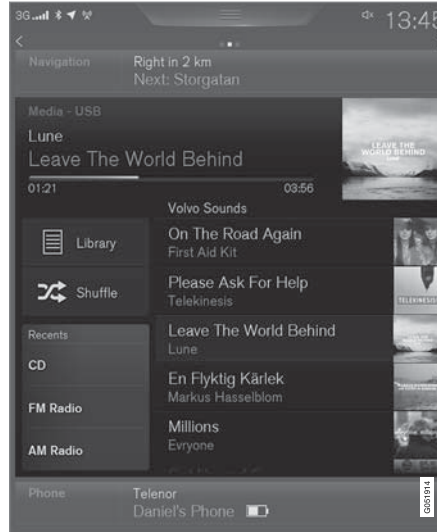 3G
13:45
Navigation
Right in 2 km
Next: Storgatan
Media - USB
Lune
Leave The World Behind
01:21
03:56
LEAVE THE
WORLD BEHIND
Volvo Sounds
Library
Shuffle
On The Road Again
First Aid Kit
Please Ask For Help
Telekinesis
TELEKINESIS
Leave The World Behind
Lune
En Flyktig Kärlek
Markus Hasselblom
Millions
Evryone
Recents
CD
FM Radio
AM Radio
Phone
Telenor
Daniel's Phone
G051914